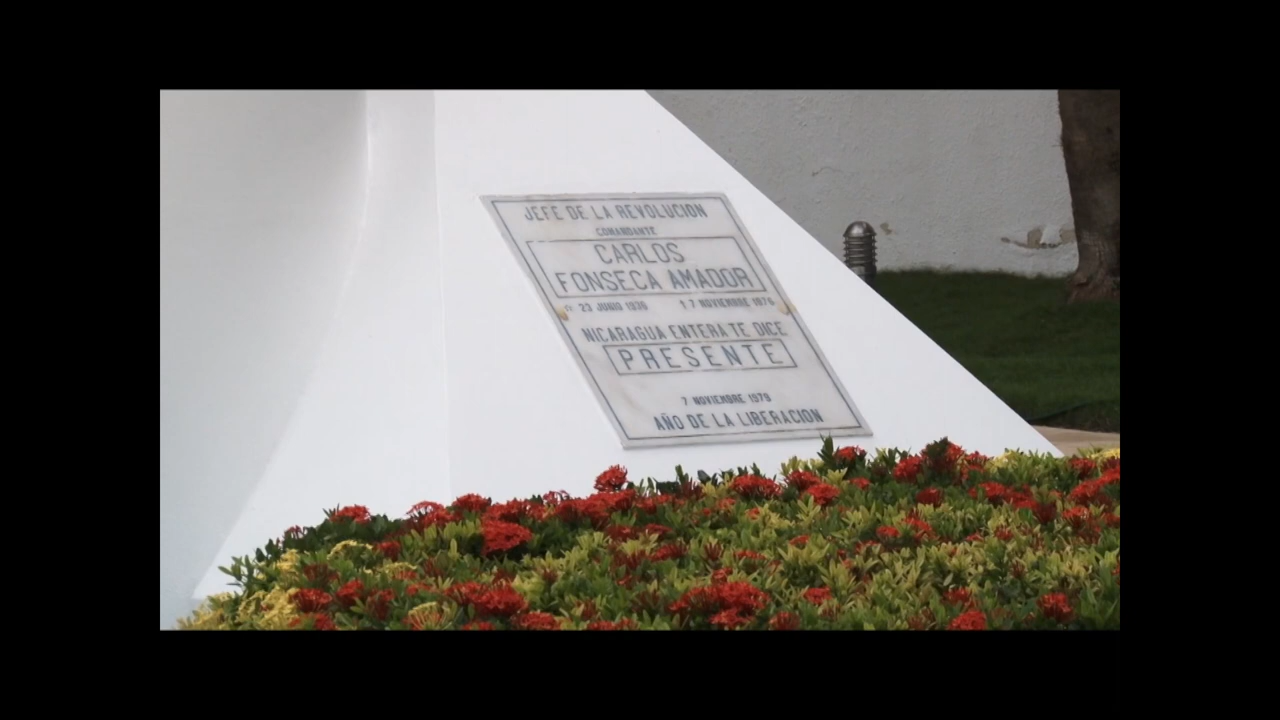 JEFE DE LA REVOLUCION
COMANDANTE
CARLOS
FONSECA AMADOR
23 JUNIO 1936 † 7 NOVIEMBRE 1976
NICARAGUA ENTERA TE DICE
PRESENTE
7 NOVIEMBRE 1979
AÑO DE LA LIBERACION